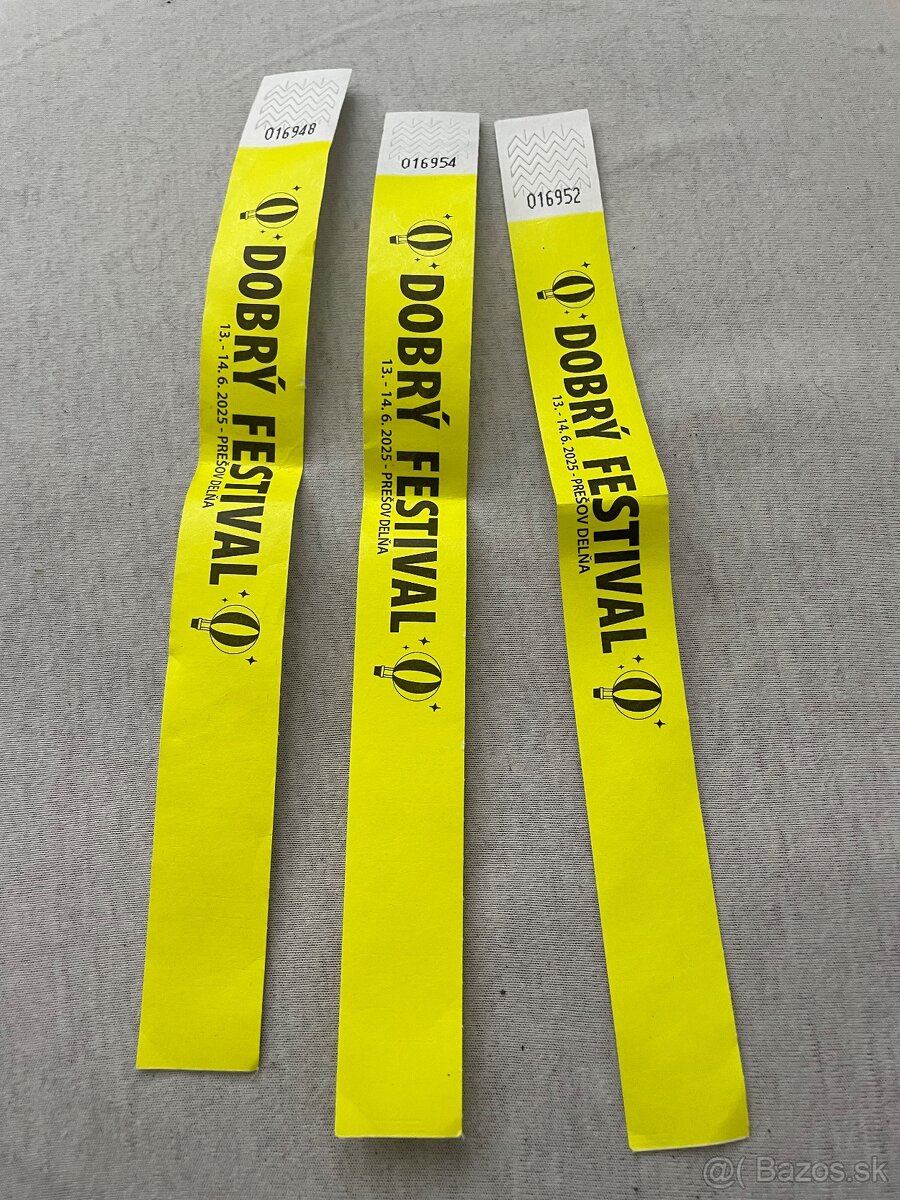 016948
DOBRÝ FESTIVAL
13. - 14. 6. 2025 - PREŠOV DELŇA
016954
DOBRÝ FESTIVAL
13. - 14. 6. 2025 - PREŠOV DELŇA
016952
DOBRÝ FESTIVAL
13. - 14. 6. 2025 - PREŠOV DELŇA
@( Bazos.sk